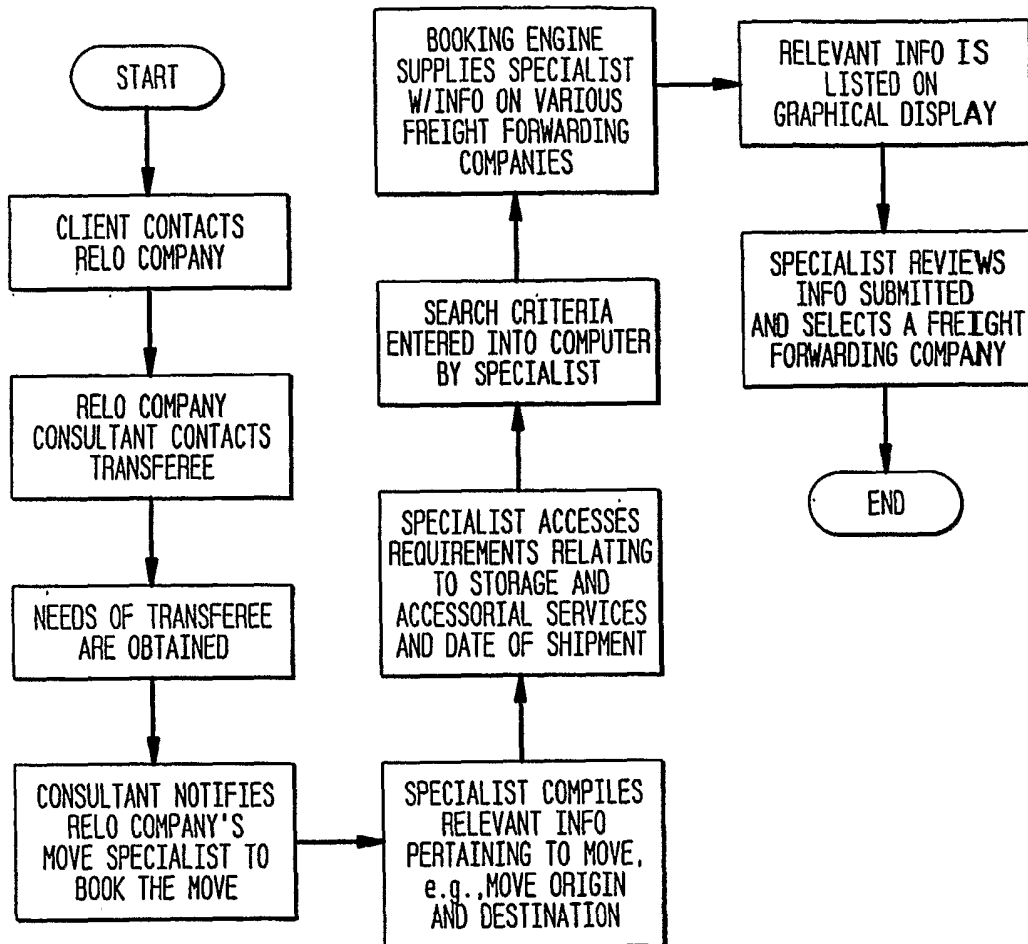 START
CLIENT CONTACTS
RELO COMPANY
RELO COMPANY
CONSULTANT CONTACTS
TRANSFEREE
NEEDS OF TRANSFEREE
ARE OBTAINED
CONSULTANT NOTIFIES
RELO COMPANY'S
MOVE SPECIALIST TO
BOOK THE MOVE
SPECIALIST COMPILES
RELEVANT INFO
PERTAINING TO MOVE,
e.g.,MOVE ORIGIN
AND DESTINATION
SPECIALIST ACCESSES
REQUIREMENTS RELATING
TO STORAGE AND
ACCESSORIAL SERVICES
AND DATE OF SHIPMENT
SEARCH CRITERIA
ENTERED INTO COMPUTER
BY SPECIALIST
BOOKING ENGINE
SUPPLIES SPECIALIST
W/INFO ON VARIOUS
FREIGHT FORWARDING
COMPANIES
RELEVANT INFO IS
LISTED ON
GRAPHICAL DISPLAY
SPECIALIST REVIEWS
INFO SUBMITTED
AND SELECTS A FREIGHT
FORWARDING COMPANY
END